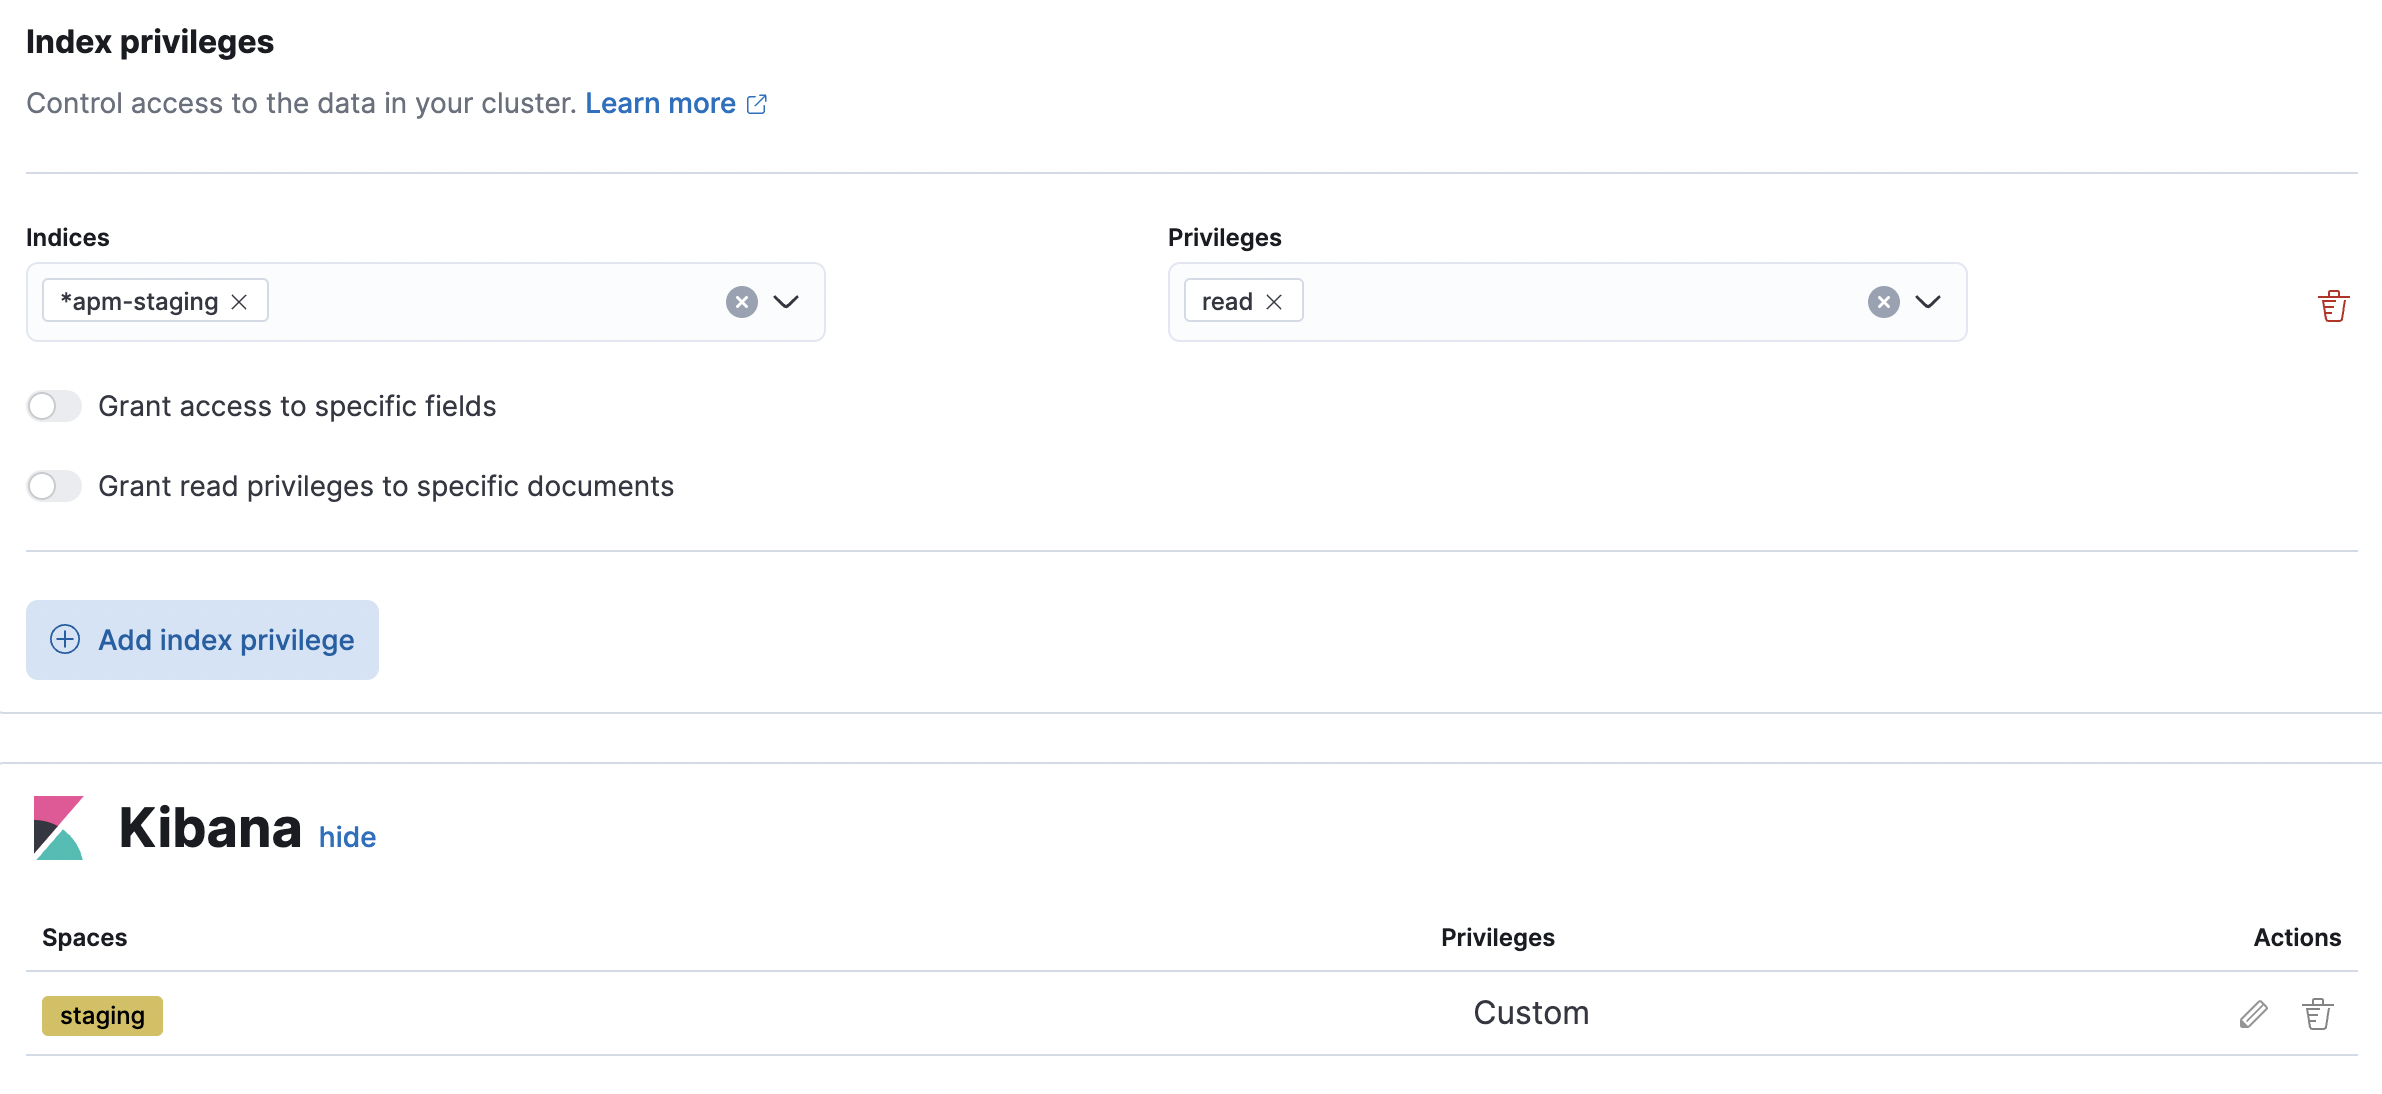 Index privileges
Control access to the data in your cluster. Learn more
Indices Privileges
*apm-staging read
Grant access to specific fields
Grant read privileges to specific documents
Add index privilege
Kibana hide
Spaces Privileges Actions
staging Custom